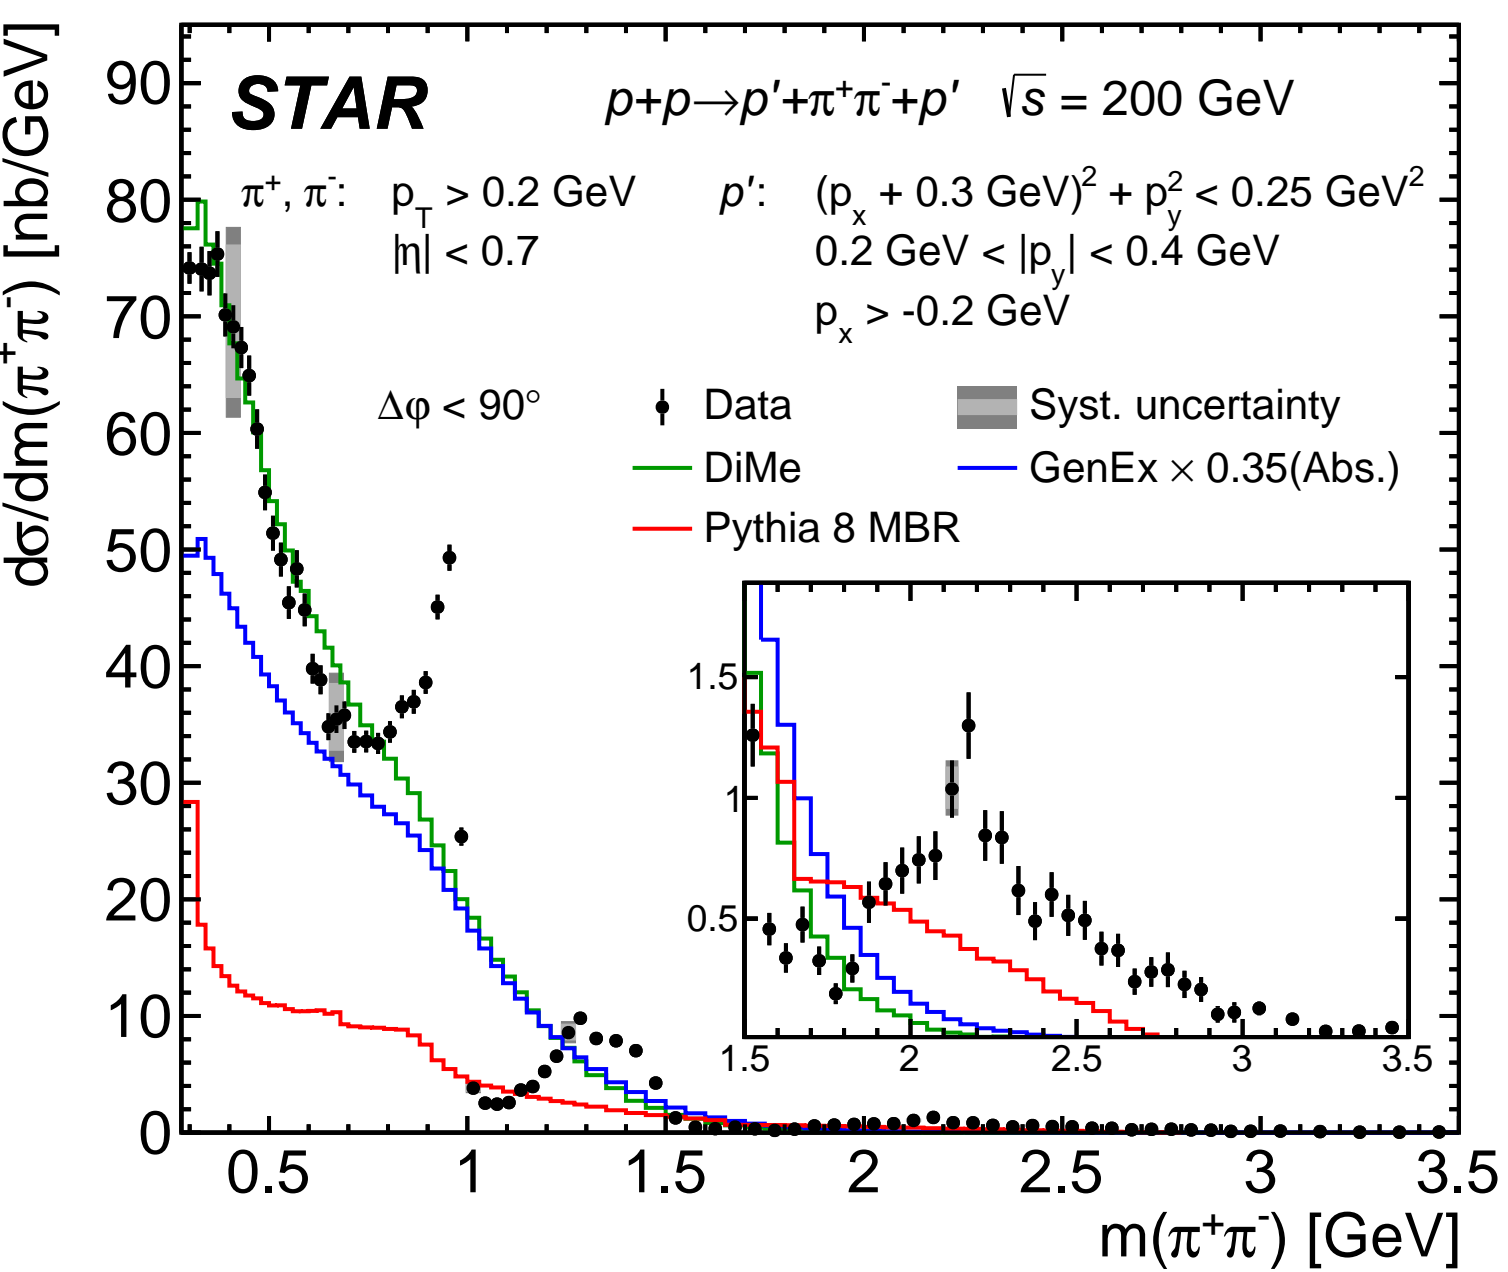 STAR p+p→p′+π⁺π⁻+p′ √s = 200 GeV
π⁺, π⁻: p_T > 0.2 GeV p′: (p_x + 0.3 GeV)² + p_y² < 0.25 GeV²
|η| < 0.7 0.2 GeV < |p_y| < 0.4 GeV
p_x > -0.2 GeV
Δφ < 90° Data Syst. uncertainty
DiMe GenEx × 0.35(Abs.)
Pythia 8 MBR
dσ/dm(π⁺π⁻) [nb/GeV]
90
80
70
60
50
40
30
20
10
0
1.5
1
0.5
1.5 2 2.5 3 3.5
0.5 1 1.5 2 2.5 3 3.5
m(π⁺π⁻) [GeV]